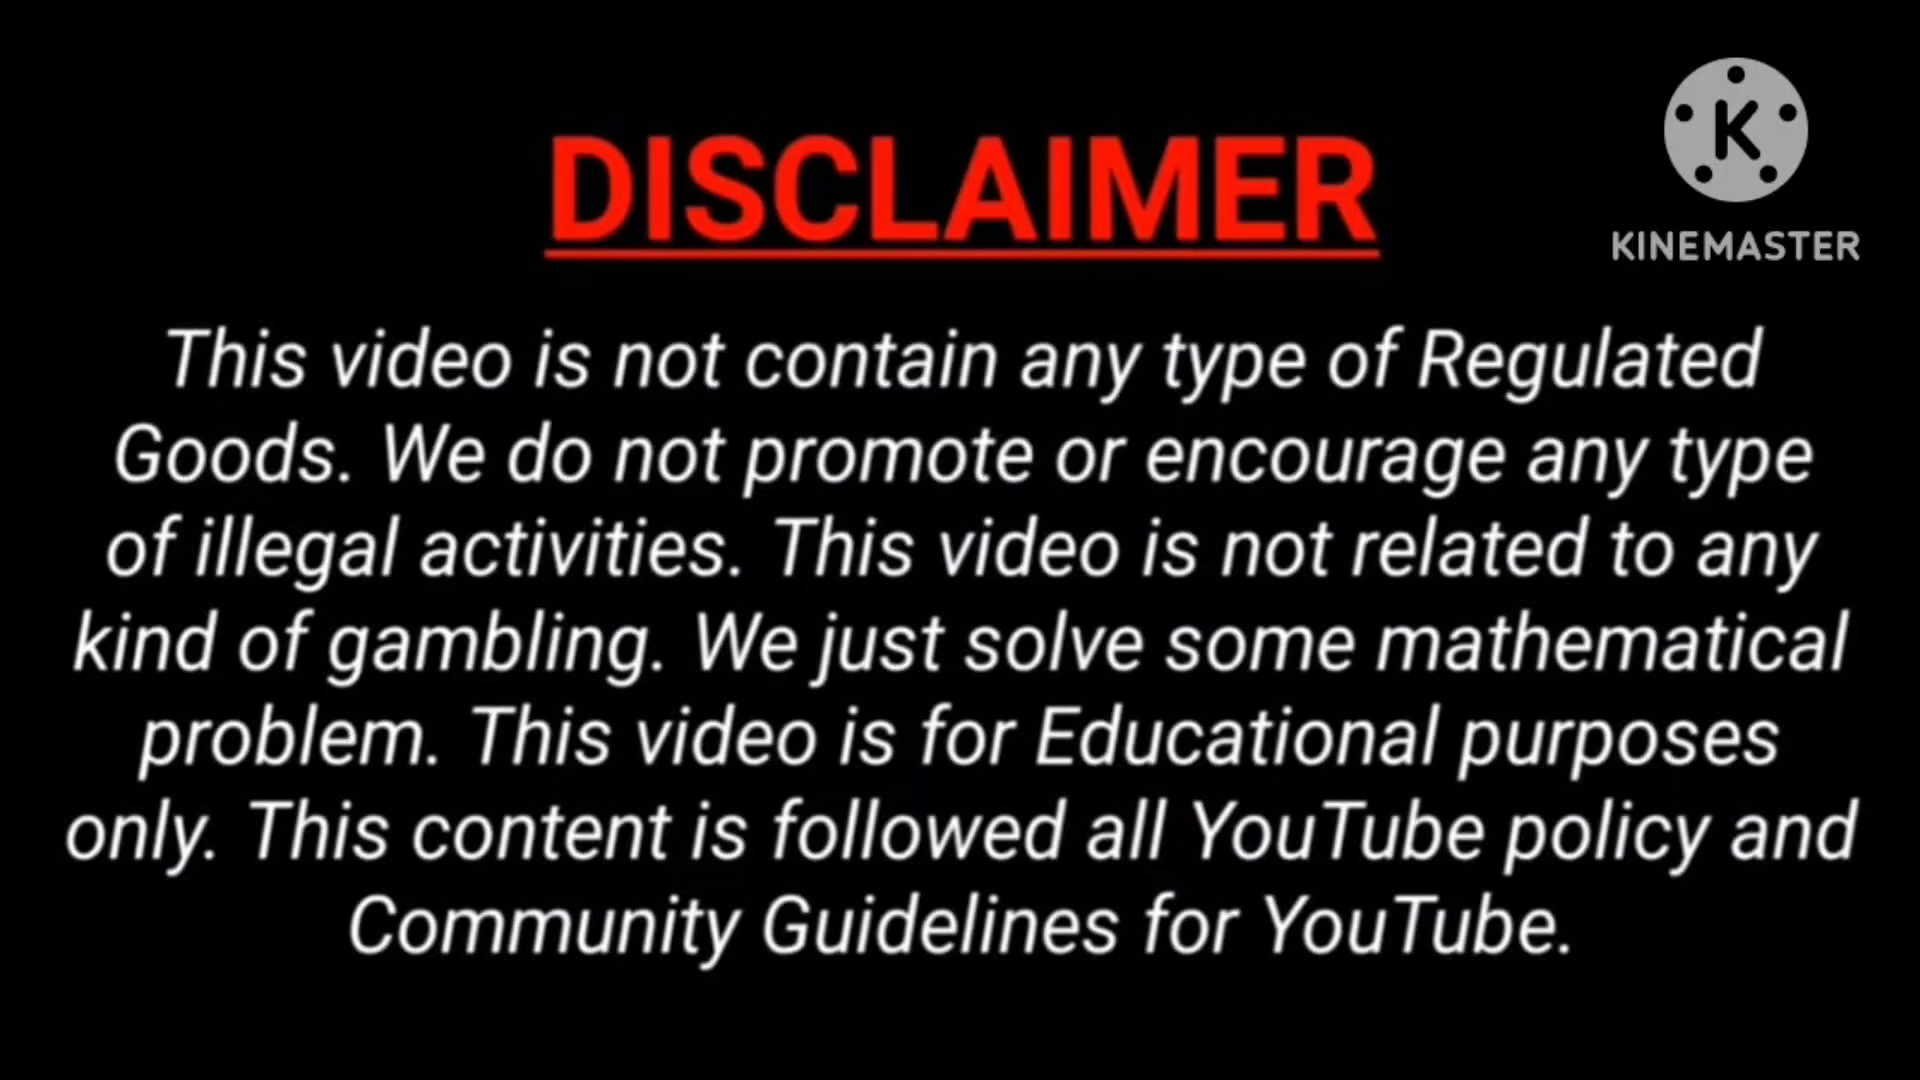 DISCLAIMER
K
KINEMASTER
This video is not contain any type of Regulated
Goods. We do not promote or encourage any type
of illegal activities. This video is not related to any
kind of gambling. We just solve some mathematical
problem. This video is for Educational purposes
only. This content is followed all YouTube policy and
Community Guidelines for YouTube.